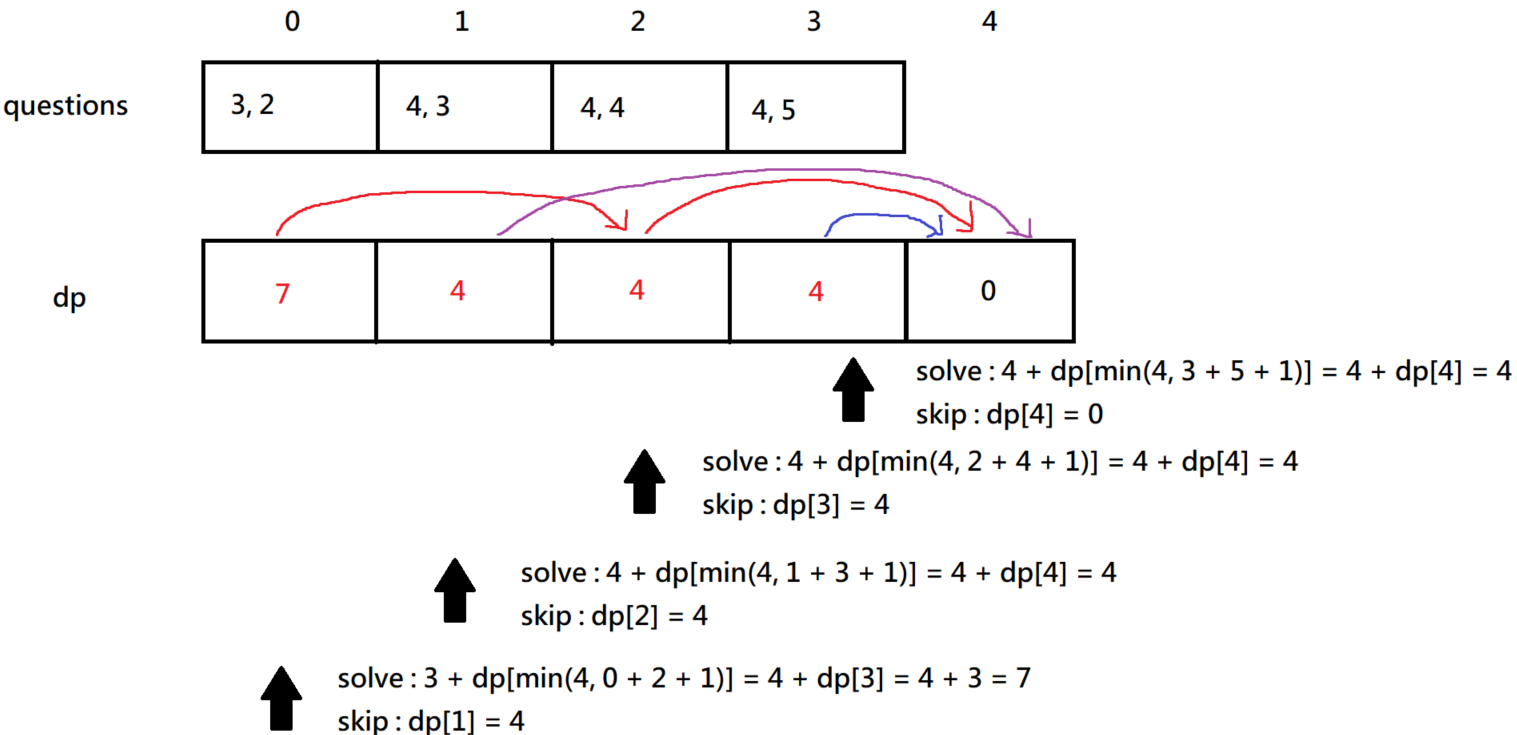 0 1 2 3 4
questions 3, 2 4, 3 4, 4 4, 5
dp 7 4 4 4 0
solve : 4 + dp[min(4, 3 + 5 + 1)] = 4 + dp[4] = 4
skip : dp[4] = 0
solve : 4 + dp[min(4, 2 + 4 + 1)] = 4 + dp[4] = 4
skip : dp[3] = 4
solve : 4 + dp[min(4, 1 + 3 + 1)] = 4 + dp[4] = 4
skip : dp[2] = 4
solve : 3 + dp[min(4, 0 + 2 + 1)] = 4 + dp[3] = 4 + 3 = 7
skip : dp[1] = 4